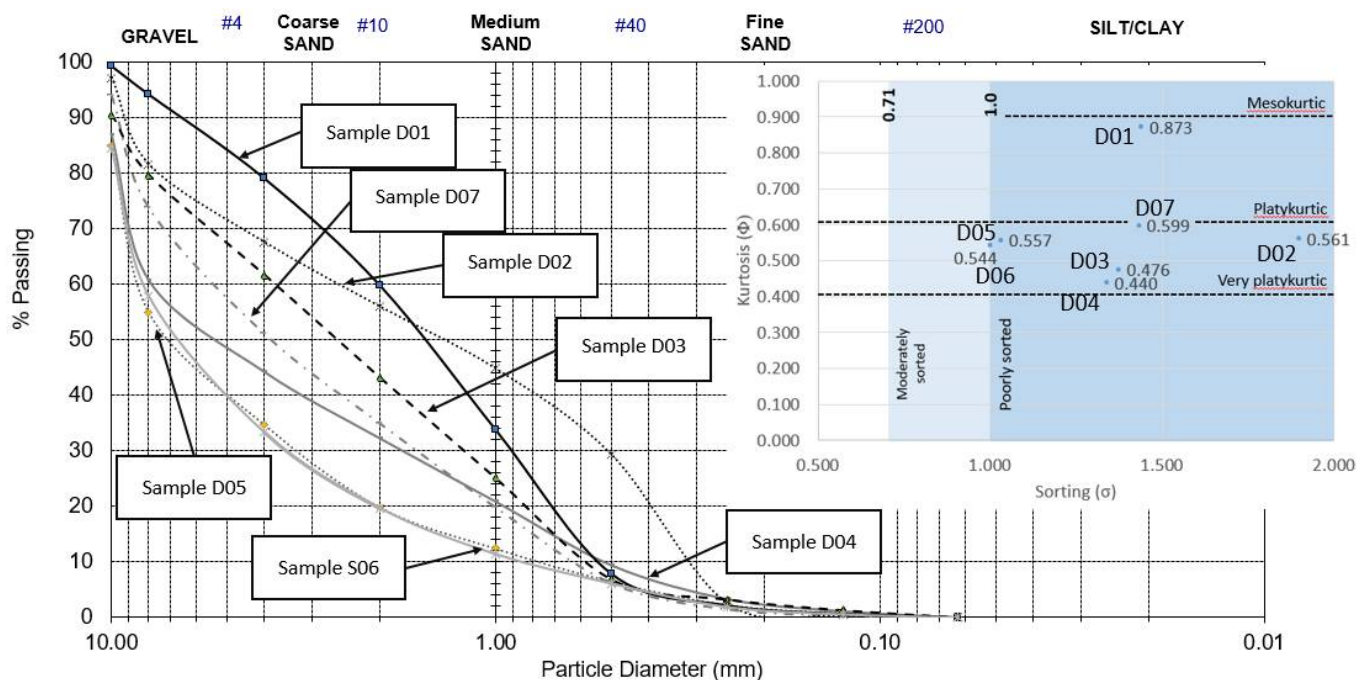 GRAVEL #4 Coarse SAND #10 Medium SAND #40 Fine SAND #200 SILT/CLAY
100
90
80
70
60
50
40
30
20
10
0
% Passing
10.00 1.00 0.10 0.01
Particle Diameter (mm)
Sample D01
Sample D07
Sample D02
Sample D03
Sample D05
Sample S06
Sample D04
1.000
0.900
0.800
0.700
0.600
0.500
0.400
0.300
0.200
0.100
0.000
Kurtosis (Φ)
0.500 1.000 1.500 2.000
Sorting (σ)
0.71
1.0
Mesokurtic
D01 0.873
D07
Platykurtic
0.599
D05 0.557
0.544
D06
D03 0.476
0.440
D04
D02 0.561
Very platykurtic
Moderately
sorted
Poorly sorted